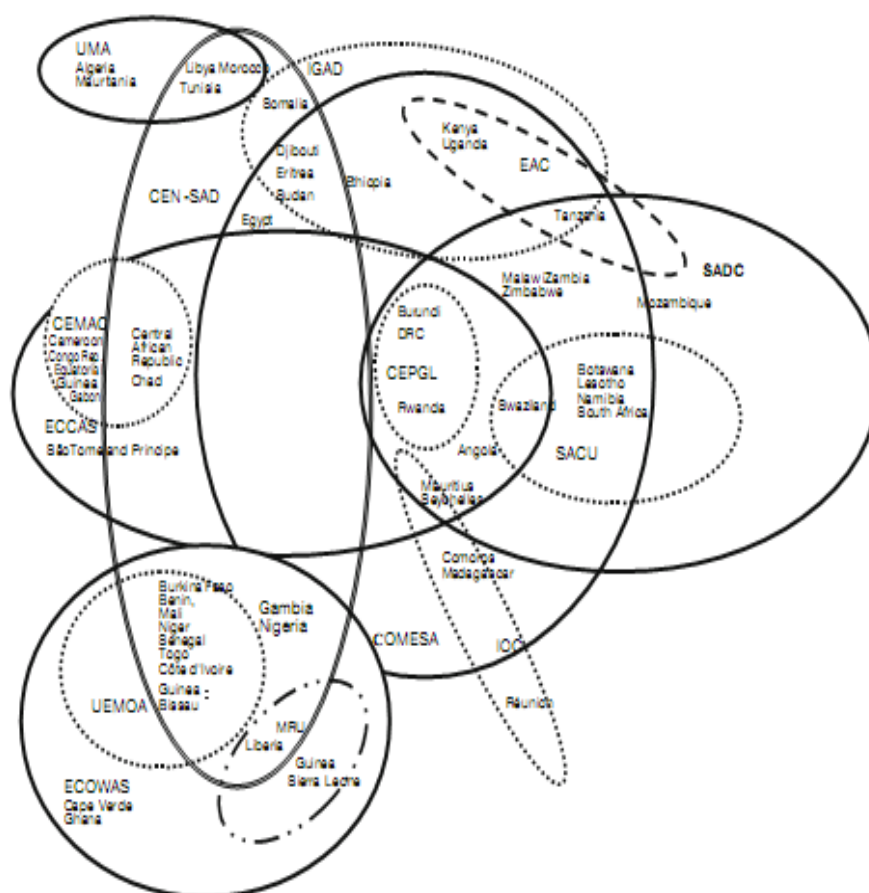 UMA
Algeria
Mauritania
Libya Morocco
Tunisia
IGAD
Somalia
Kenya
Uganda
EAC
Djibouti
Eritrea
Sudan
Ethiopia
CEN -SAD
Egypt
Tanzania
SADC
Malawi Zambia
Zimbabwe
Mozambique
CEMAC
Cameroon
Congo Rep.
Equatorial
Guinea
Gabon
Central
African
Republic
Chad
Burundi
DRC
CEPGL
Rwanda
Botswana
Lesotho
Namibia
South Africa
Swaziland
SACU
ECCAS
São Tome and Principe
Angola
Mauritius
Seychelles
Comoros
Madagascar
Burkina Faso
Benin,
Mali
Niger
Senegal
Togo
Côte d'Ivoire
Guinea -
Bissau
Gambia
Nigeria
COMESA
IOC
UEMOA
Réunion
MRU
Liberia
Guinea
Sierra Leone
ECOWAS
Cape Verde
Ghana